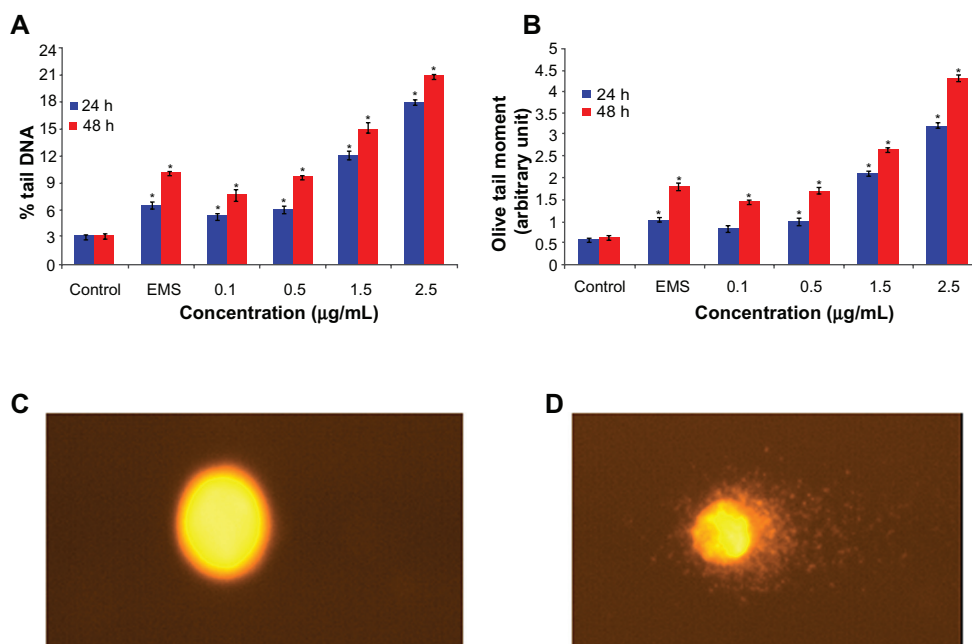 A
% tail DNA
24
21
18
15
12
9
6
3
0
24 h
48 h
*
*
*
*
*
*
*
*
*
*
Control EMS 0.1 0.5 1.5 2.5
Concentration (µg/mL)
B
Olive tail moment
(arbitrary unit)
5
4.5
4
3.5
3
2.5
2
1.5
1
0.5
0
24 h
48 h
*
*
*
*
*
*
*
*
*
Control EMS 0.1 0.5 1.5 2.5
Concentration (µg/mL)
C
D